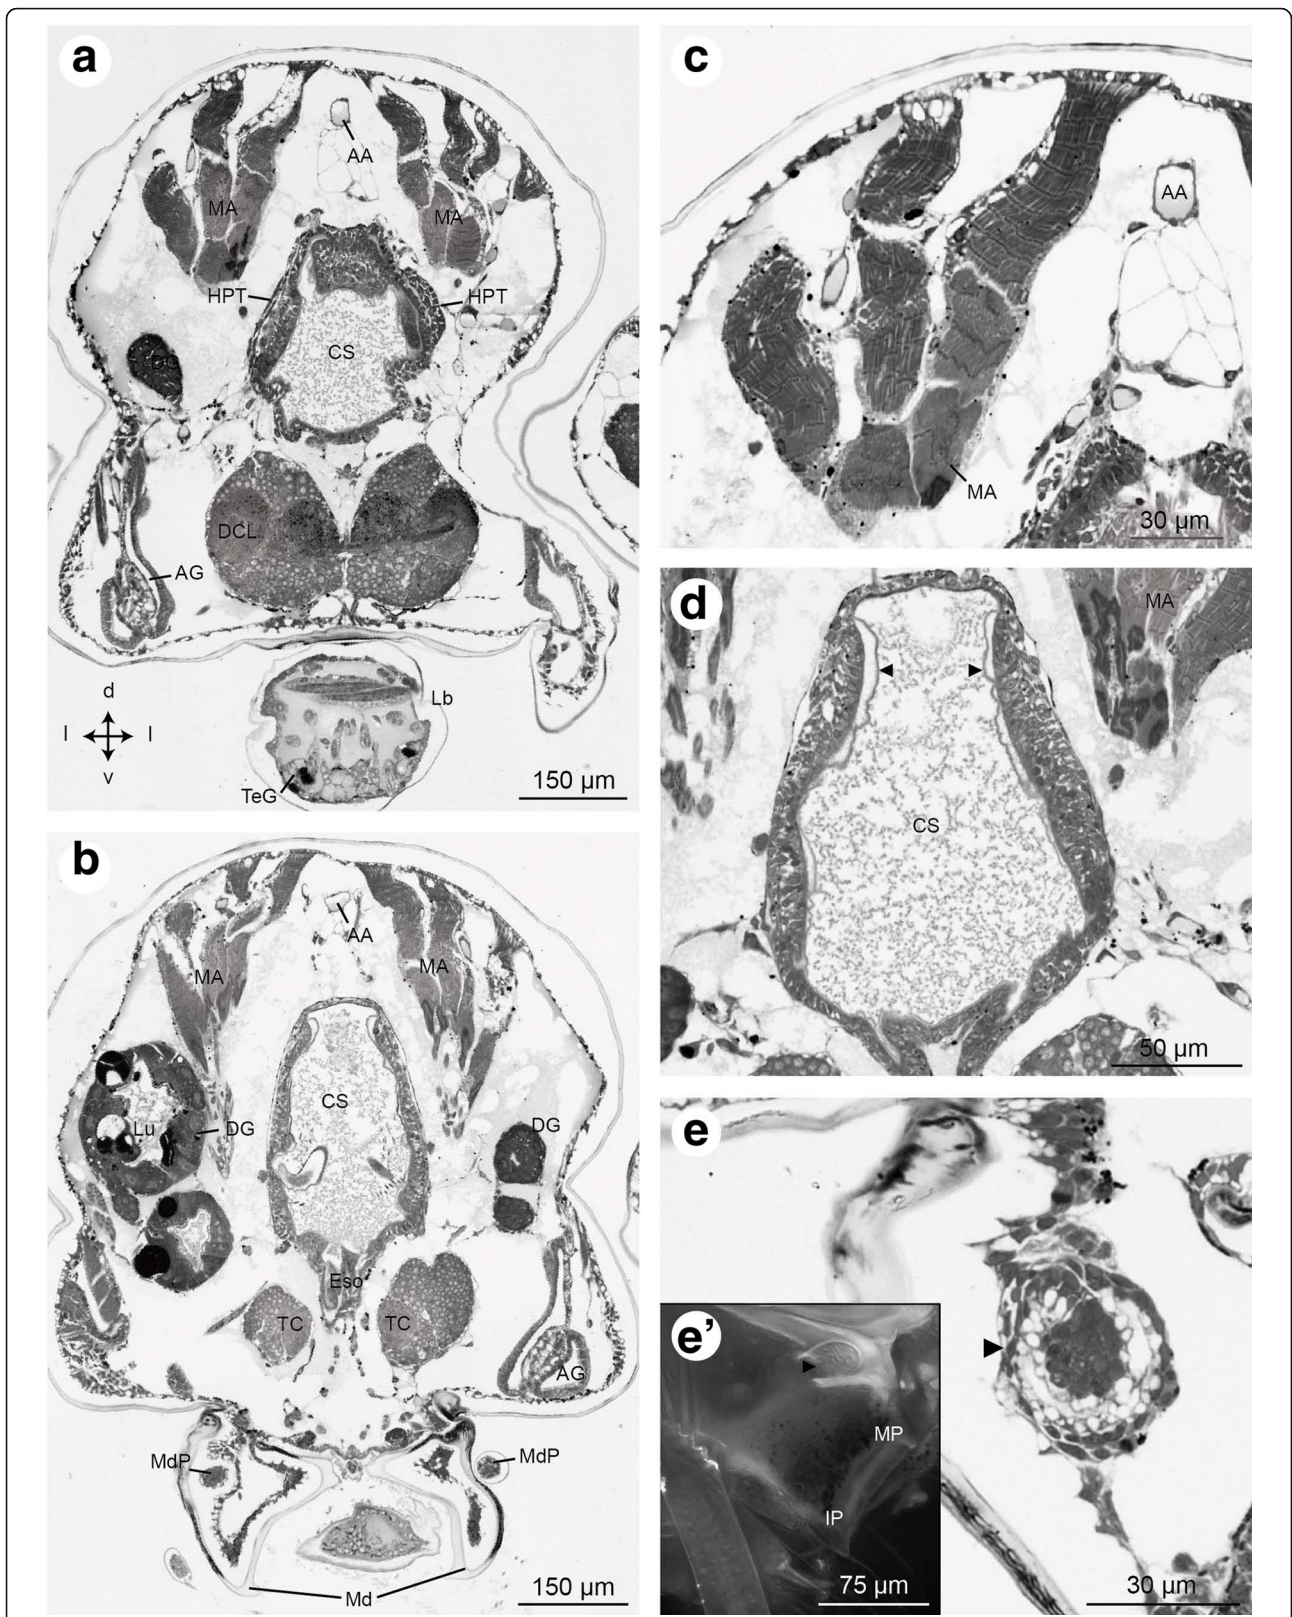 a
AA
MA
MA
HPT
HPT
CS
DG
DCL
AG
d
l l
v
Lb
TeG
150 µm
b
AA
MA
MA
CS
Lu
DG
DG
Eso
TC
TC
AG
MdP
MdP
Md
150 µm
c
AA
MA
30 µm
d
MA
CS
50 µm
e
30 µm
e’
MP
IP
75 µm